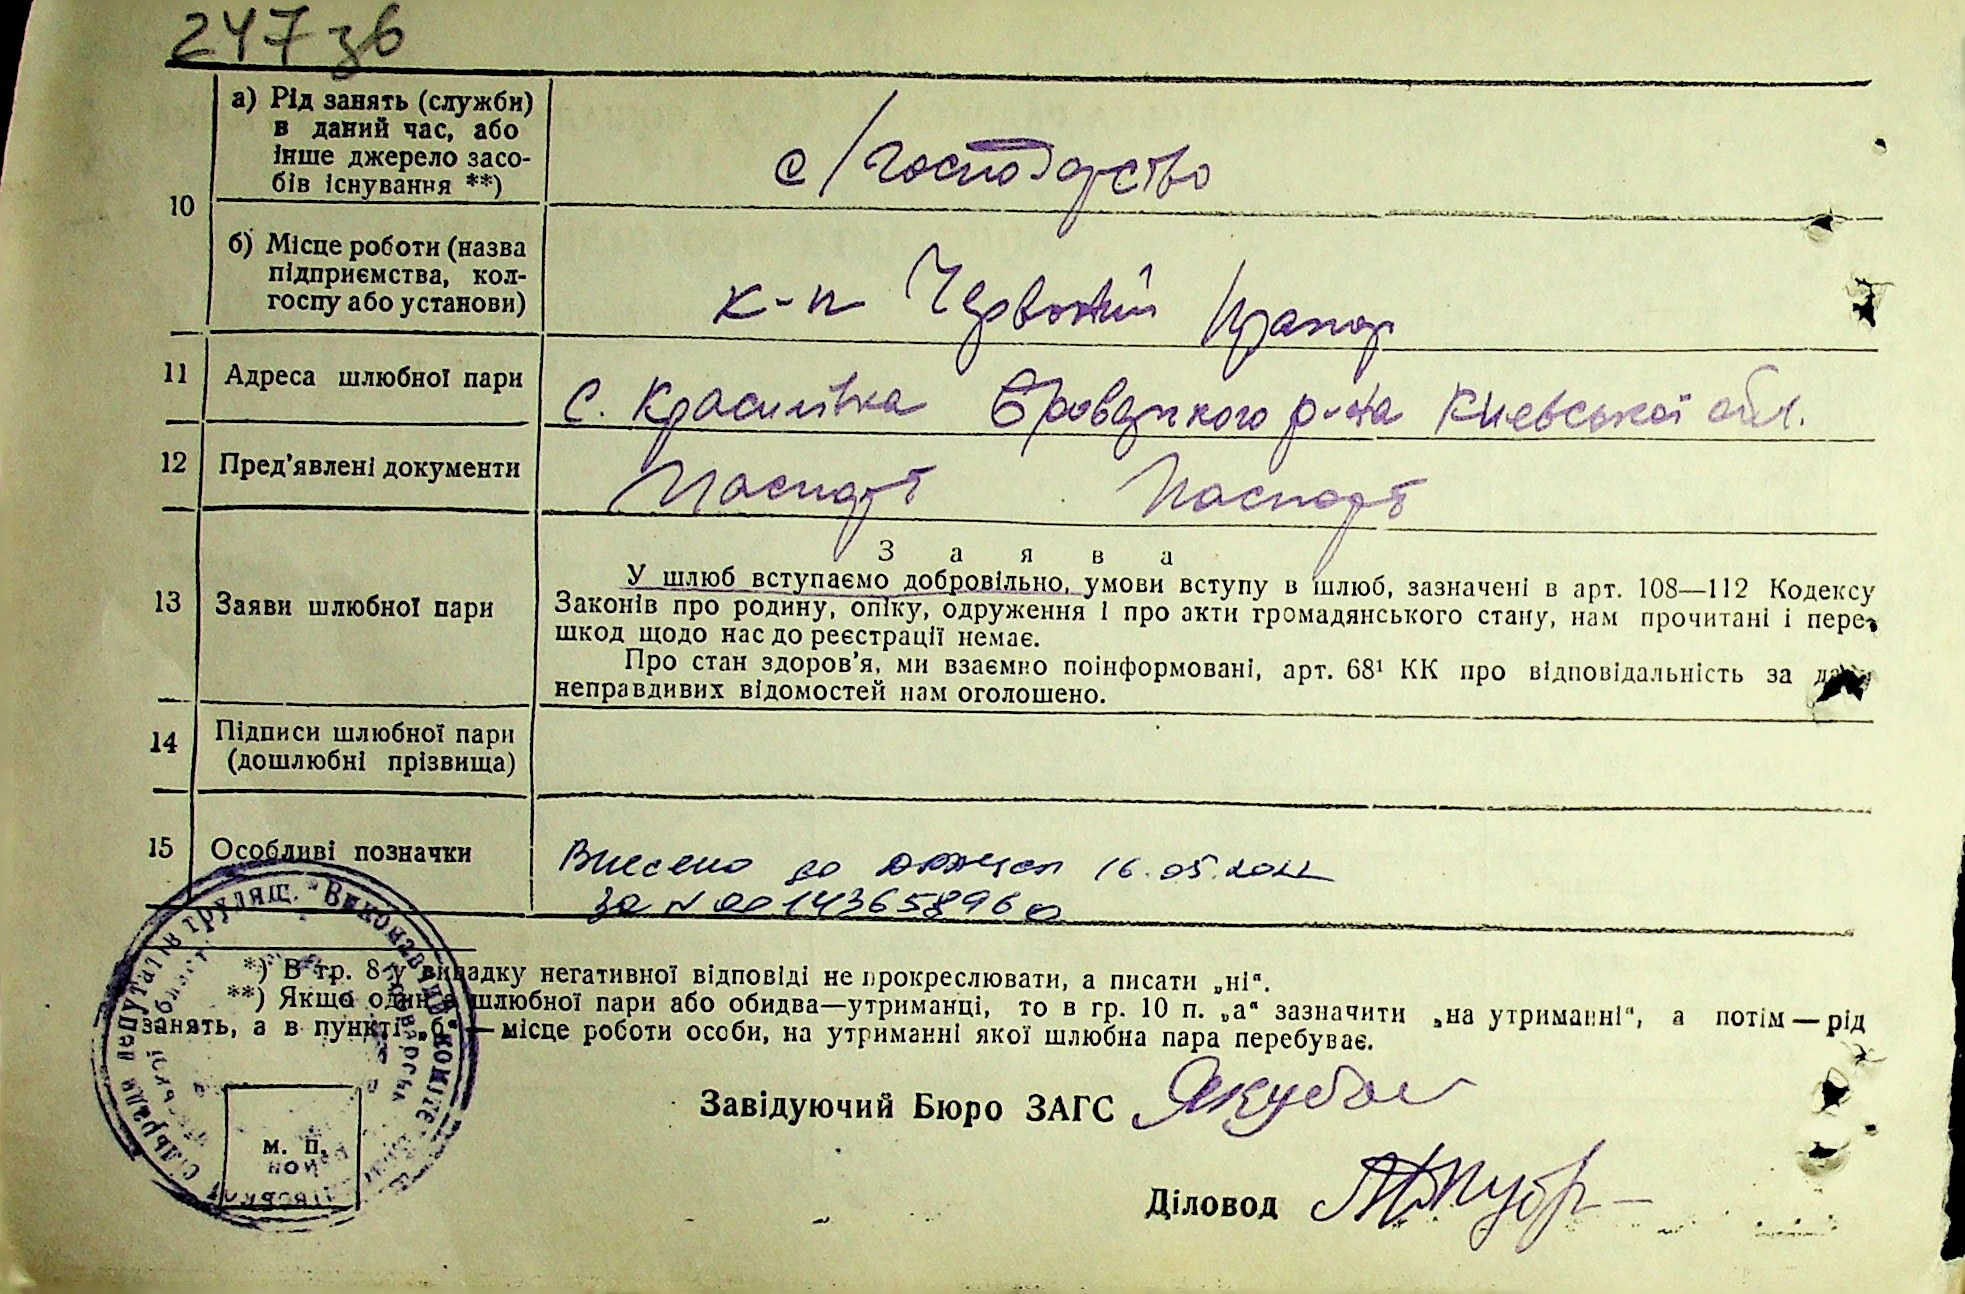 247 зв
10
а) Рід занять (служби)
в даний час, або
інше джерело засо-
бів існування **)
с/господарство
б) Місце роботи (назва
підприємства, кол-
госпу або установи)
к-п Червоний Прапор
11 Адреса шлюбної пари
с. Красилівка Броварського р-на Киевської обл.
12 Пред’явлені документи
Паспорт Паспорт
13 Заяви шлюбної пари
Заява
У шлюб вступаємо добровільно, умови вступу в шлюб, зазначені в арт. 108—112 Кодексу
Законів про родину, опіку, одруження і про акти громадянського стану, нам прочитані і пере-
шкод щодо нас до реєстрації немає.
Про стан здоров’я, ми взаємно поінформовані, арт. 68¹ КК про відповідальність за
неправдивих відомостей нам оголошено.
14 Підписи шлюбної пари
(дошлюбні прізвища)
15 Особливі позначки
Внесено до 16.05.2022
за N 00143658960
*) В гр. 8 у випадку негативної відповіді не прокреслювати, а писати „ні“.
**) Якщо один з шлюбної пари або обидва—утриманці, то в гр. 10 п. „а“ зазначити „на утриманні“, а потім—рід
занять, а в пункті „б“ — місце роботи особи, на утриманні якої шлюбна пара перебуває.
м. п.
Завідуючий Бюро ЗАГС
Діловод